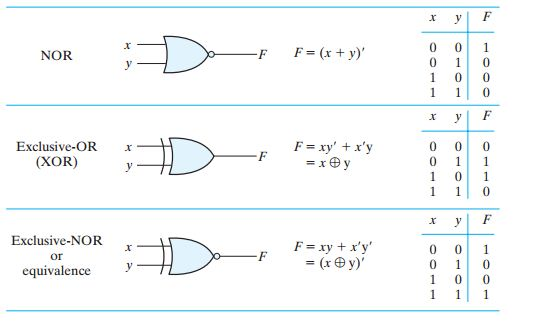 x y F
NOR x y F F = (x + y)′
0 0 1
0 1 0
1 0 0
1 1 0
x y F
Exclusive-OR
(XOR)
x y F F = xy′ + x′y
= x ⊕ y
0 0 0
0 1 1
1 0 1
1 1 0
x y F
Exclusive-NOR
or
equivalence
x y F F = xy + x′y′
= (x ⊕ y)′
0 0 1
0 1 0
1 0 0
1 1 1